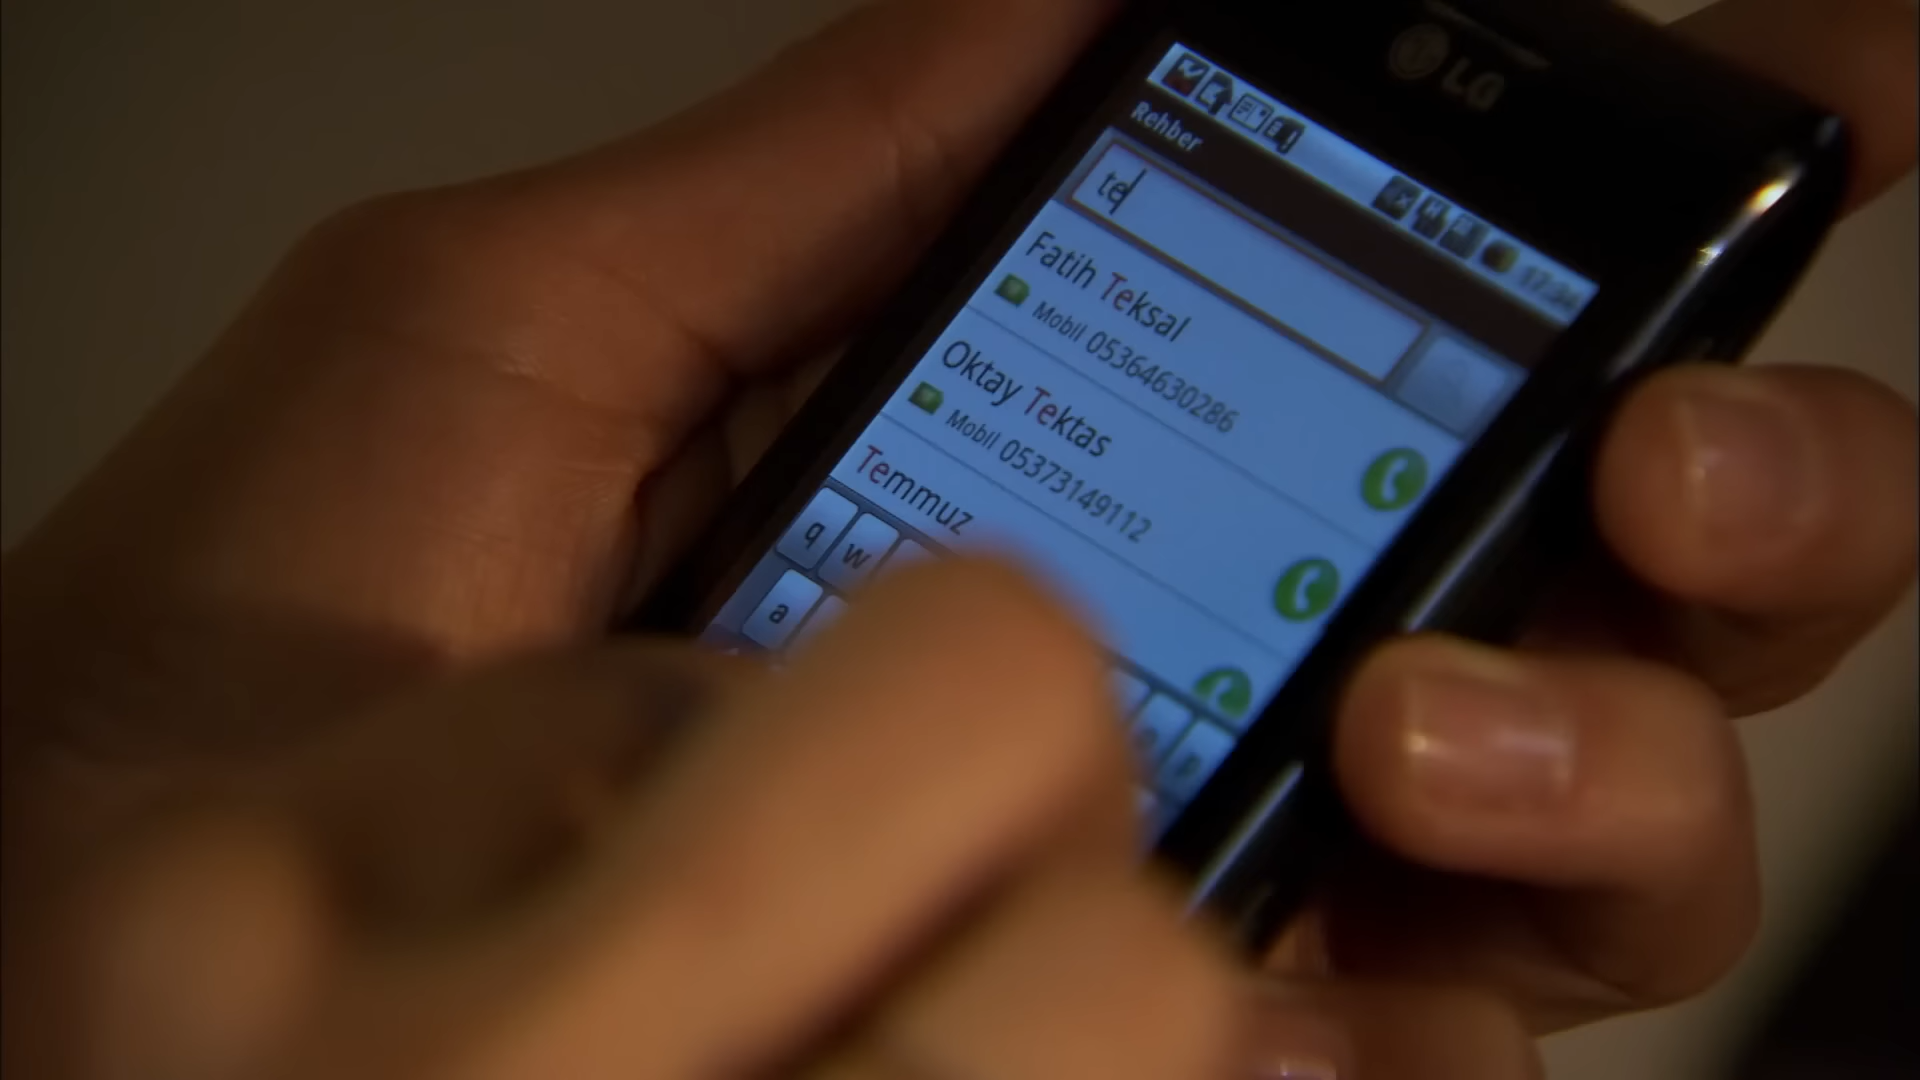 LG
Rehber
te
Fatih Teksal
Mobil 05364630286
Oktay Tektas
Mobil 05373149112
Temmuz
q w
a